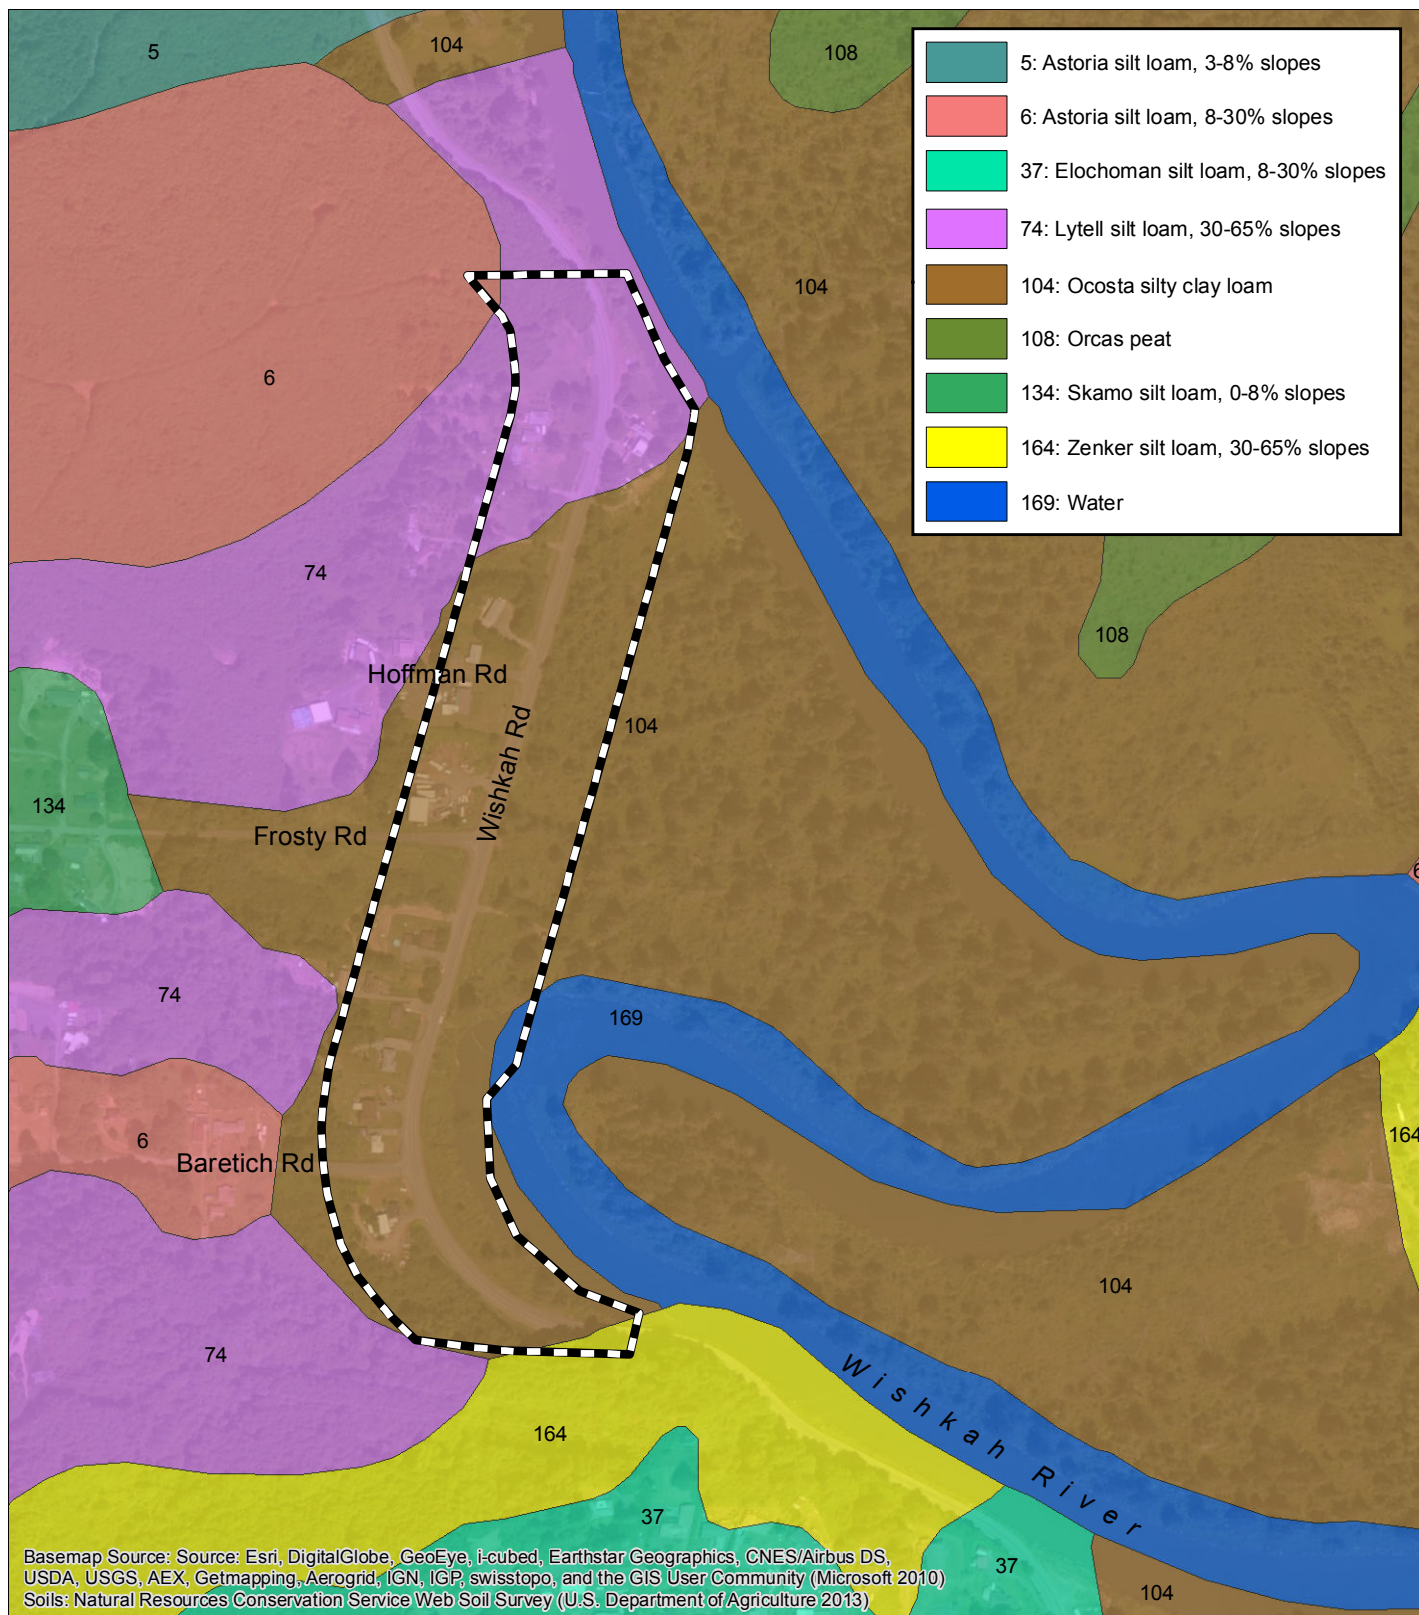 5
104
108
5: Astoria silt loam, 3-8% slopes
6: Astoria silt loam, 8-30% slopes
37: Elochoman silt loam, 8-30% slopes
74: Lytell silt loam, 30-65% slopes
104: Ocosta silty clay loam
108: Orcas peat
134: Skamo silt loam, 0-8% slopes
164: Zenker silt loam, 30-65% slopes
169: Water
104
6
74
108
Hoffman Rd
104
Wishkah Rd
134
Frosty Rd
6
74
169
164
6
Baretich Rd
104
74
Wishkah River
164
37
37
104
Basemap Source: Source: Esri, DigitalGlobe, GeoEye, i-cubed, Earthstar Geographics, CNES/Airbus DS,
USDA, USGS, AEX, Getmapping, Aerogrid, IGN, IGP, swisstopo, and the GIS User Community (Microsoft 2010)
Soils: Natural Resources Conservation Service Web Soil Survey (U.S. Department of Agriculture 2013)